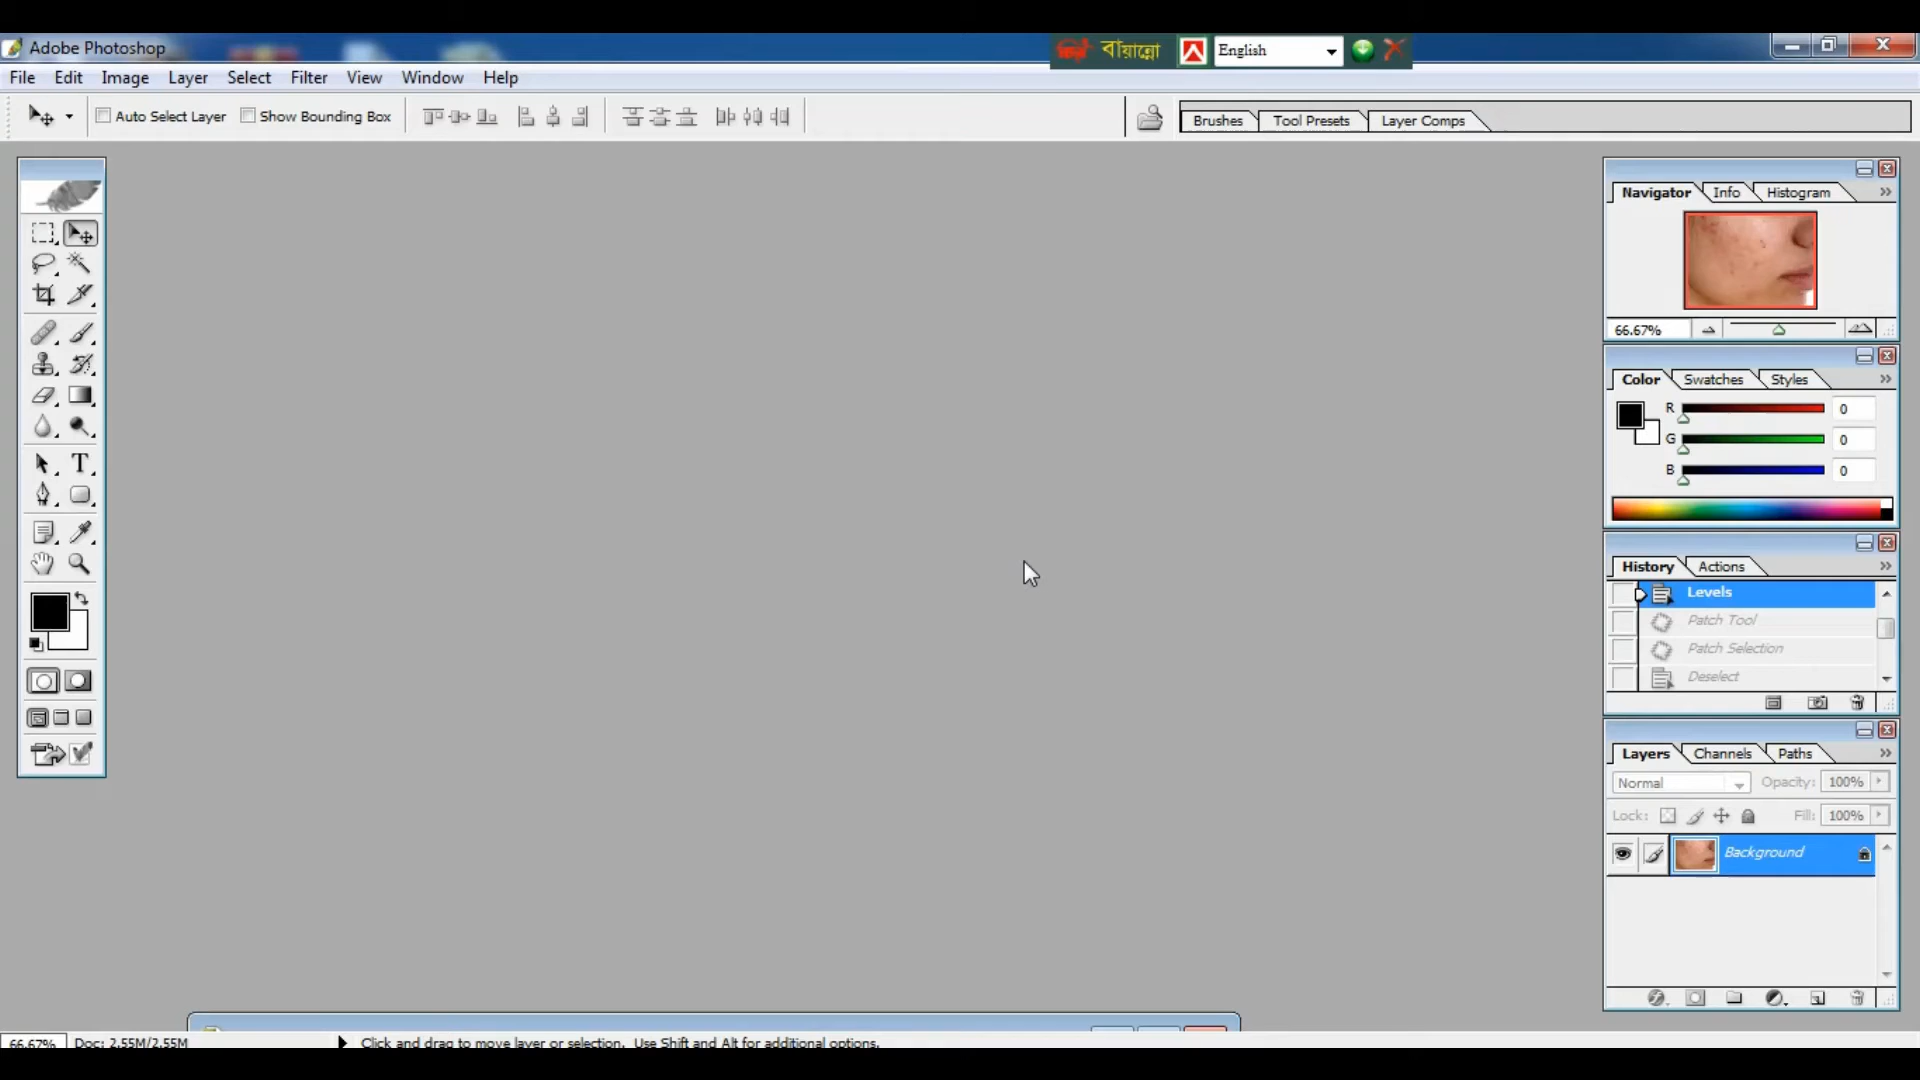 Adobe Photoshop
বায়ান্নো
English
File Edit Image Layer Select Filter View Window Help
Auto Select Layer Show Bounding Box
Brushes Tool Presets Layer Comps
Navigator Info Histogram
66.67%
Color Swatches Styles
R 0
G 0
B 0
T
History Actions
Levels
Patch Tool
Patch Selection
Deselect
Layers Channels Paths
Normal Opacity: 100%
Lock: Fill: 100%
Background
66.67% Doc: 2.55M/2.55M Click and drag to move layer or selection. Use Shift and Alt for additional options.